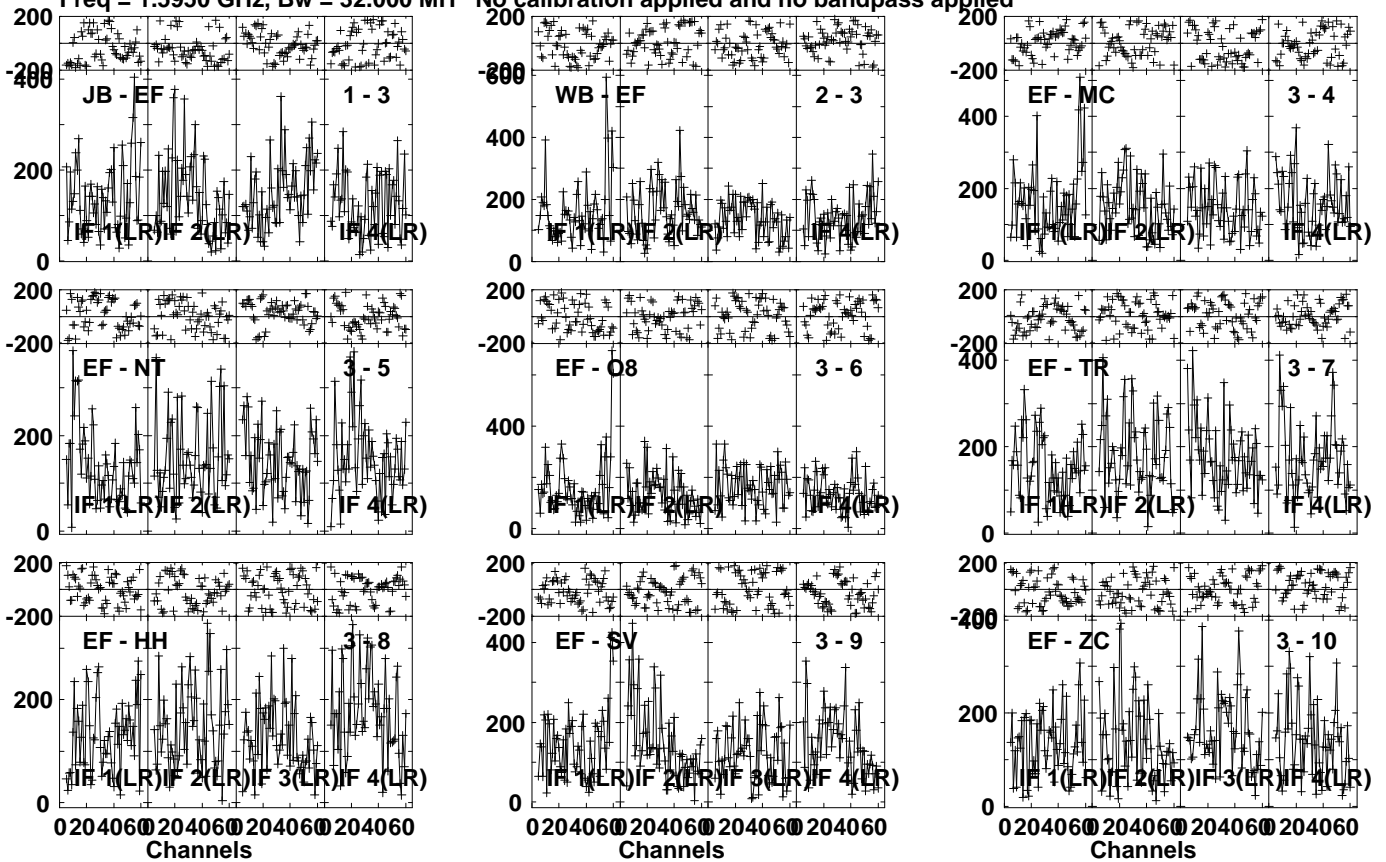 Freq = 1.5950 GHz, Bw = 32.000 MH No calibration applied and no bandpass applied
200 200 200
-200 -200 -200
400 600
JB - EF 1 - 3 WB - EF 2 - 3 EF - MC 3 - 4
400 400
200 200 200
IF 1(LR) IF 2(LR) IF 4(LR) IF 1(LR) IF 2(LR) IF 4(LR) IF 1(LR) IF 2(LR) IF 4(LR)
0 0 0
200 200 200
-200 -200 -200
400
EF - NT 3 - 5 EF - O8 3 - 6 EF - TR 3 - 7
400
200 200
IF 1(LR) IF 2(LR) IF 4(LR) IF 1(LR) IF 2(LR) IF 4(LR) IF 1(LR) IF 2(LR) IF 4(LR)
0 0 0
200 200 200
-200 -200 -200
400
EF - HH 3 - 8 EF - SV 3 - 9 EF - ZC 3 - 10
400
200 200 200
IF 1(LR) IF 2(LR) IF 3(LR) IF 4(LR) IF 1(LR) IF 2(LR) IF 3(LR) IF 4(LR) IF 1(LR) IF 2(LR) IF 3(LR) IF 4(LR)
0 0 0
0 20 40 60 0 20 40 60 0 20 40 60 0 20 40 60 0 20 40 60 0 20 40 60 0 20 40 60 0 20 40 60 0 20 40 60 0 20 40 60 0 20 40 60 0 20 40 60
Channels Channels Channels